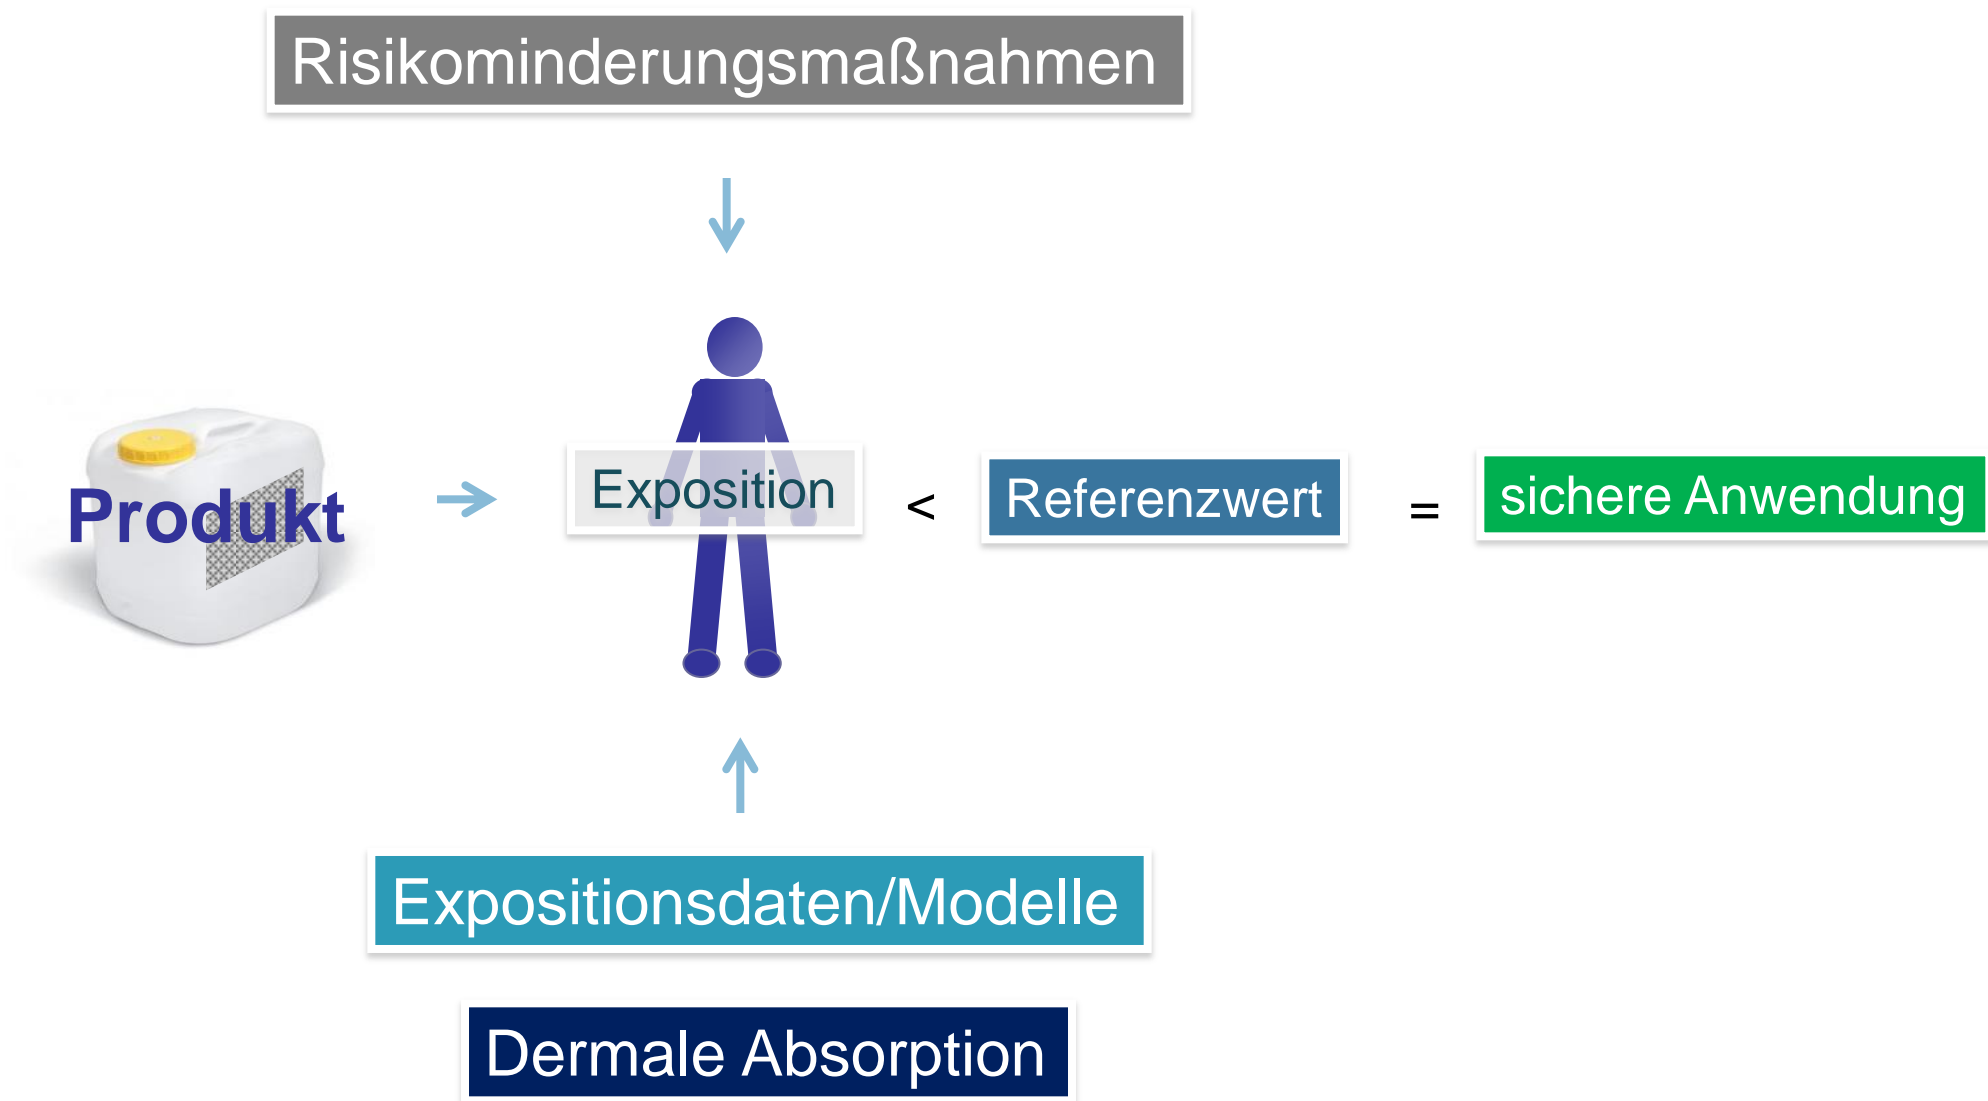 Risikominderungsmaßnahmen
Produkt
Exposition
<
Referenzwert
=
sichere Anwendung
Expositionsdaten/Modelle
Dermale Absorption